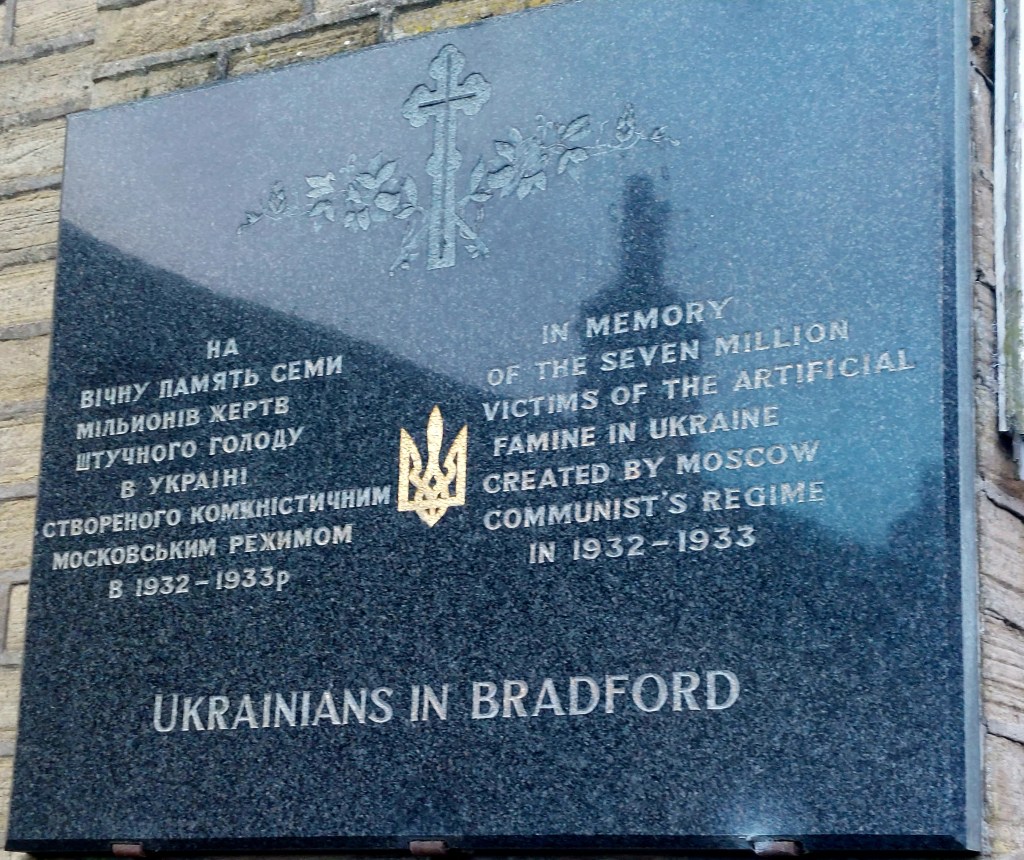 НА
ВІЧНУ ПАМЯТЬ СЕМИ
МІЛЬИОНІВ ЖЕРТВ
ШТУЧНОГО ГОЛОДУ
В УКРАЇНІ
СТВОРЕНОГО КОМУНІСТИЧНИМ
МОСКОВСЬКИМ РЕЖИМОМ
В 1932 – 1933р
IN MEMORY
OF THE SEVEN MILLION
VICTIMS OF THE ARTIFICIAL
FAMINE IN UKRAINE
CREATED BY MOSCOW
COMMUNIST'S REGIME
IN 1932 – 1933
UKRAINIANS IN BRADFORD